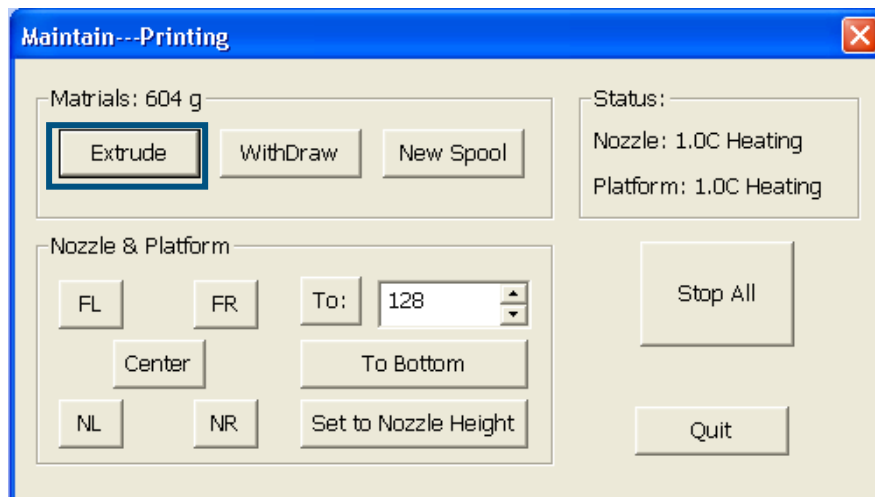 Maintain---Printing
Matrials: 604 g
Extrude WithDraw New Spool
Status:
Nozzle: 1.0C Heating
Platform: 1.0C Heating
Nozzle & Platform
FL FR To: 128
Center To Bottom
NL NR Set to Nozzle Height
Stop All
Quit